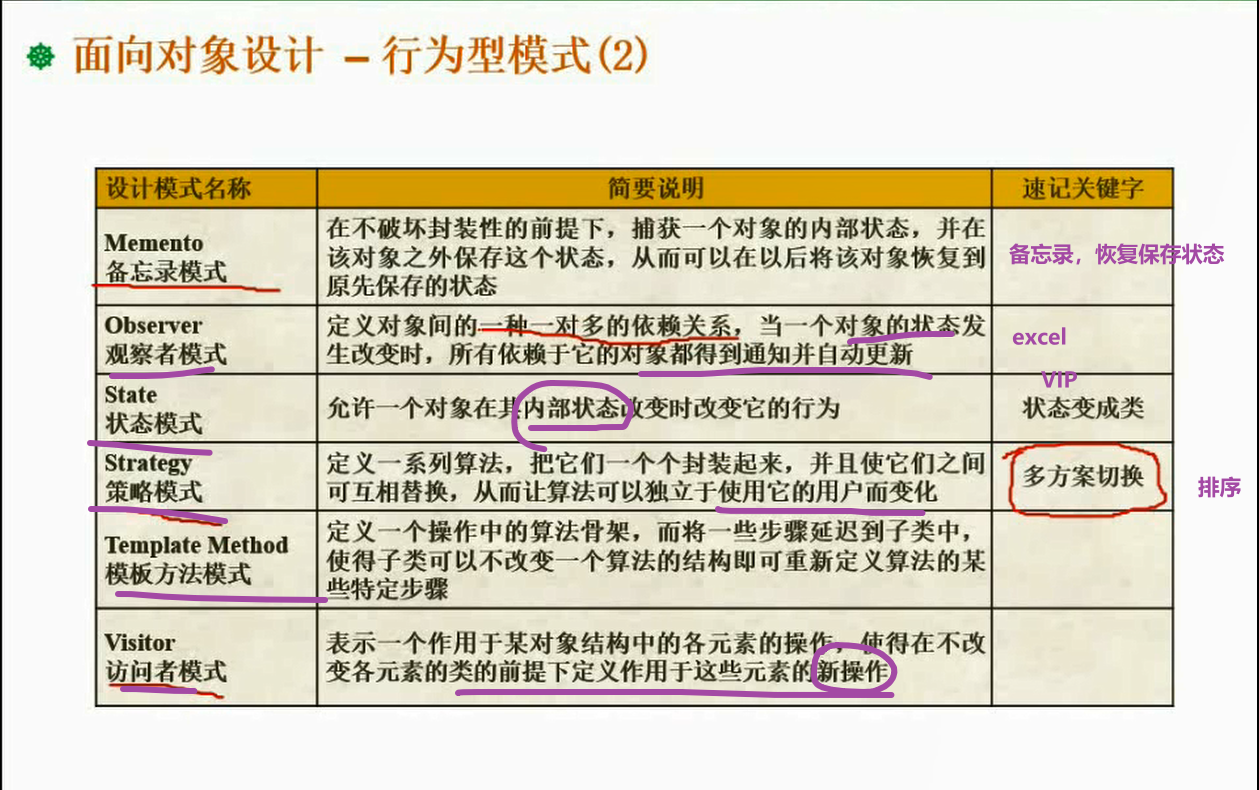 面向对象设计 – 行为型模式(2)
设计模式名称 简要说明 速记关键字
Memento
备忘录模式
在不破坏封装性的前提下，捕获一个对象的内部状态，并在
该对象之外保存这个状态，从而可以在以后将该对象恢复到
原先保存的状态
备忘录，恢复保存状态
Observer
观察者模式
定义对象间的一种一对多的依赖关系，当一个对象的状态发
生改变时，所有依赖于它的对象都得到通知并自动更新
excel
State
状态模式
允许一个对象在其内部状态改变时改变它的行为
VIP
状态变成类
Strategy
策略模式
定义一系列算法，把它们一个个封装起来，并且使它们之间
可互相替换，从而让算法可以独立于使用它的用户而变化
多方案切换
排序
Template Method
模板方法模式
定义一个操作中的算法骨架，而将一些步骤延迟到子类中，
使得子类可以不改变一个算法的结构即可重新定义算法的某
些特定步骤
Visitor
访问者模式
表示一个作用于某对象结构中的各元素的操作，使得在不改
变各元素的类的前提下定义作用于这些元素的新操作